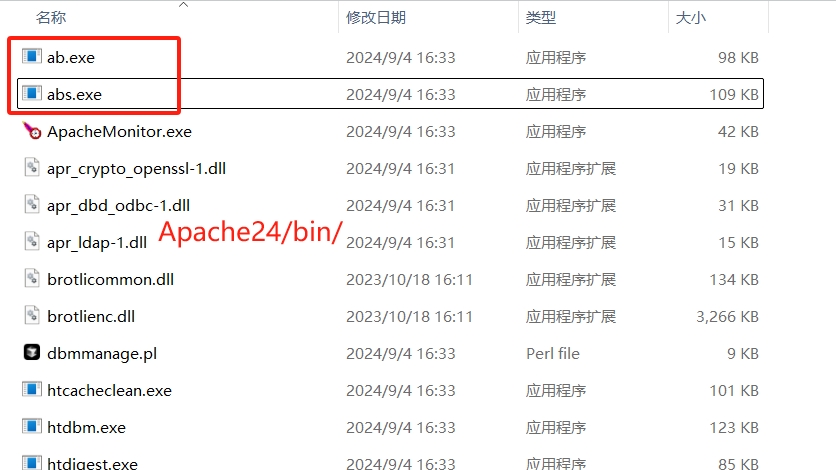 名称 修改日期 类型 大小
ab.exe 2024/9/4 16:33 应用程序 98 KB
abs.exe 2024/9/4 16:33 应用程序 109 KB
ApacheMonitor.exe 2024/9/4 16:33 应用程序 42 KB
apr_crypto_openssl-1.dll 2024/9/4 16:31 应用程序扩展 19 KB
apr_dbd_odbc-1.dll 2024/9/4 16:31 应用程序扩展 31 KB
Apache24/bin/
apr_ldap-1.dll 2024/9/4 16:31 应用程序扩展 15 KB
brotlicommon.dll 2023/10/18 16:11 应用程序扩展 134 KB
brotlienc.dll 2023/10/18 16:11 应用程序扩展 3,266 KB
dbmmanage.pl 2024/9/4 16:33 Perl file 9 KB
htcacheclean.exe 2024/9/4 16:33 应用程序 101 KB
htdbm.exe 2024/9/4 16:33 应用程序 123 KB
htdigest.exe 2024/9/4 16:33 应用程序 85 KB